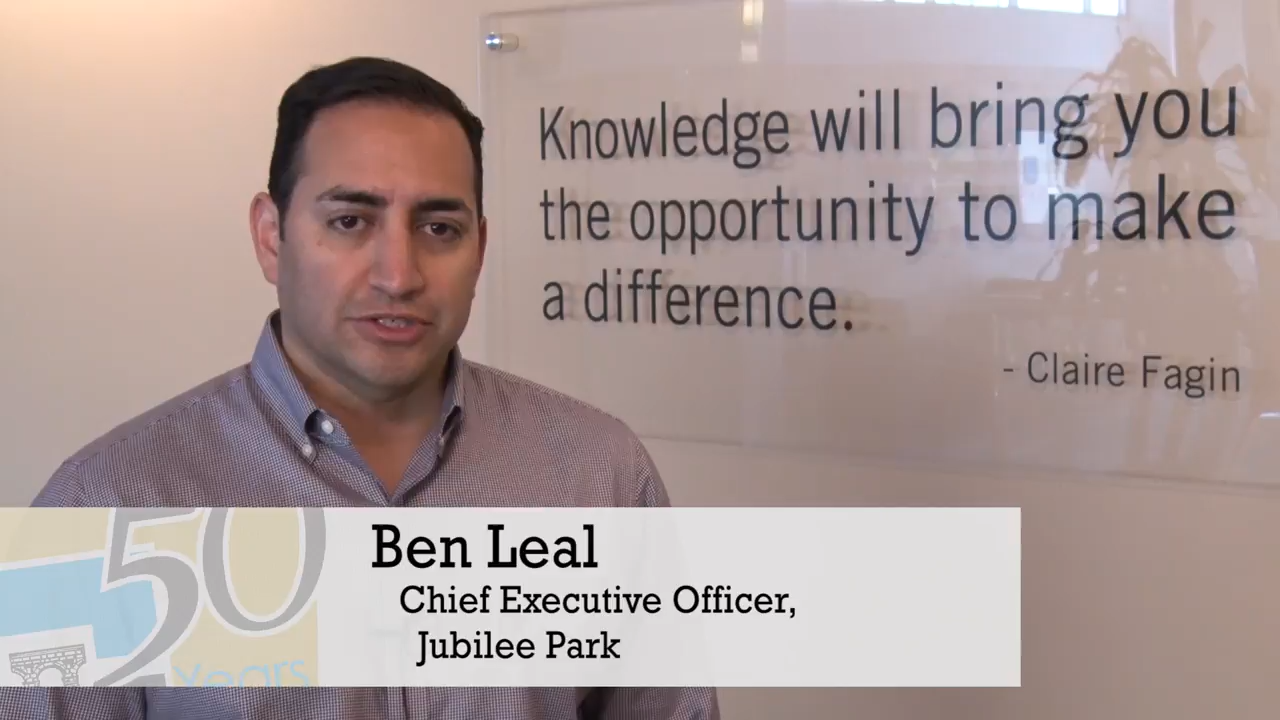 Knowledge will bring you
the opportunity to make
a difference.
- Claire Fagin
50
Years
Ben Leal
Chief Executive Officer,
Jubilee Park